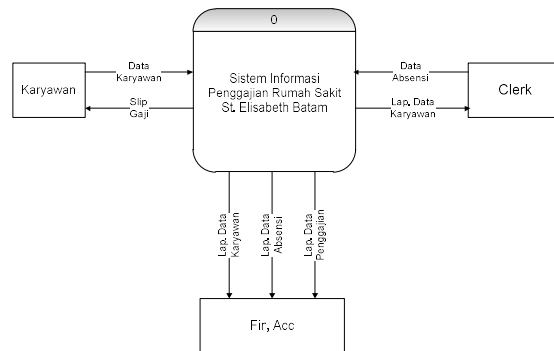 0
Data
Karyawan
Karyawan
Slip
Gaji
Sistem Informasi
Penggajian Rumah Sakit
St. Elisabeth Batam
Data
Absensi
Clerk
Lap. Data
Karyawan
Lap. Data
Karyawan
Lap. Data
Absensi
Lap. Data
Penggajian
Fir, Acc